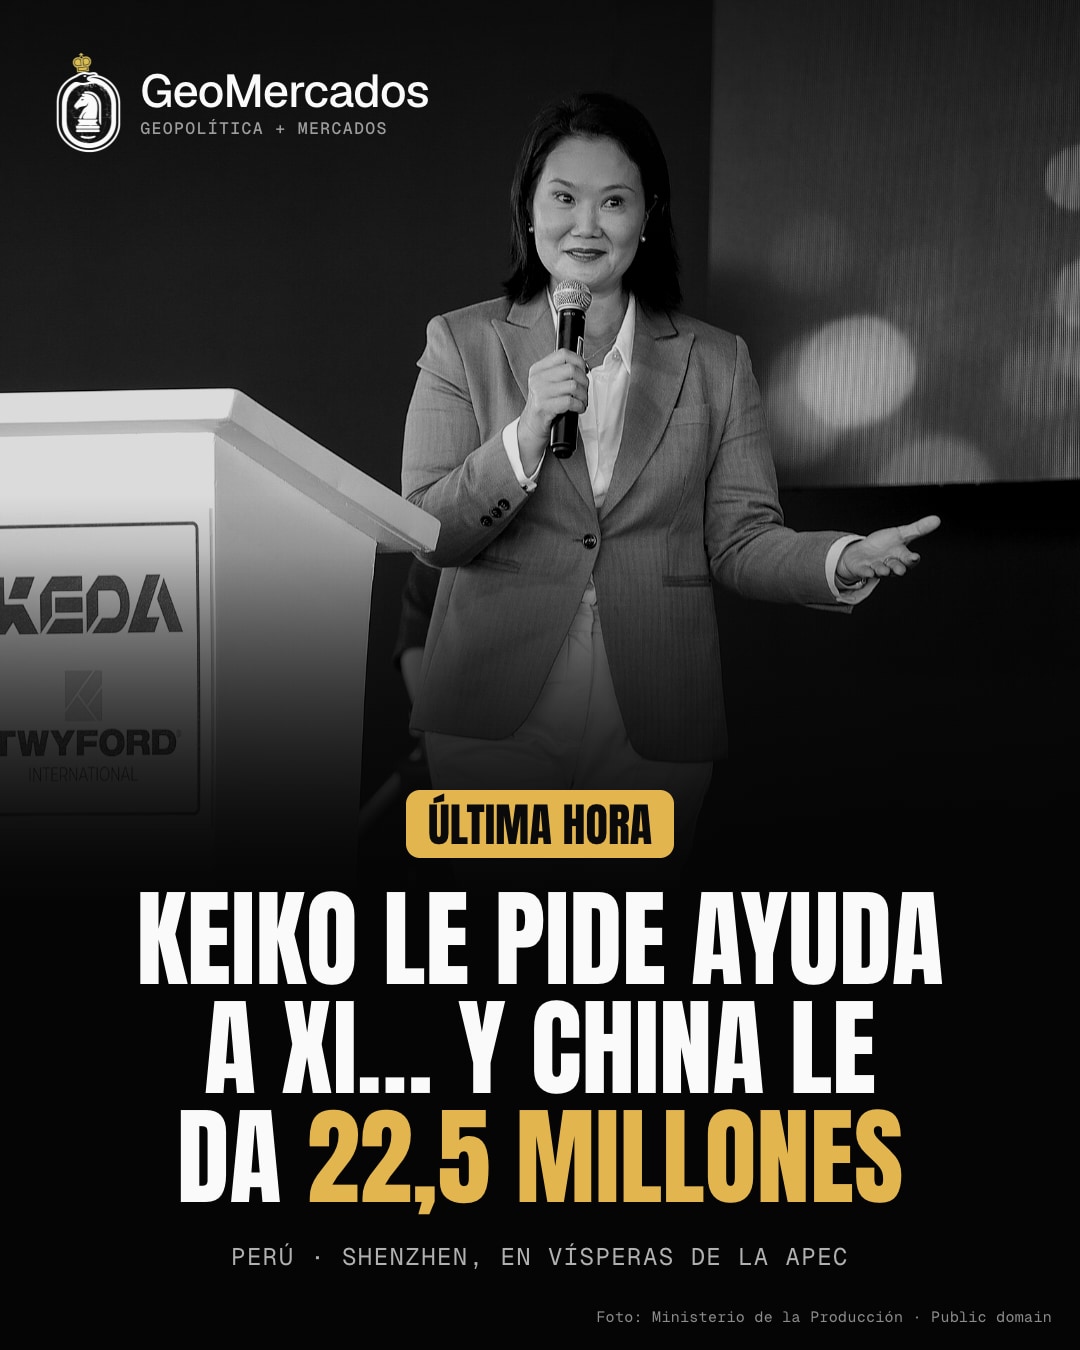 GeoMercados
GEOPOLÍTICA + MERCADOS
KEDA
TWYFORD
INTERNATIONAL
ÚLTIMA HORA
KEIKO LE PIDE AYUDA
A XI... Y CHINA LE
DA 22,5 MILLONES
PERÚ · SHENZHEN, EN VÍSPERAS DE LA APEC
Foto: Ministerio de la Producción · Public domain